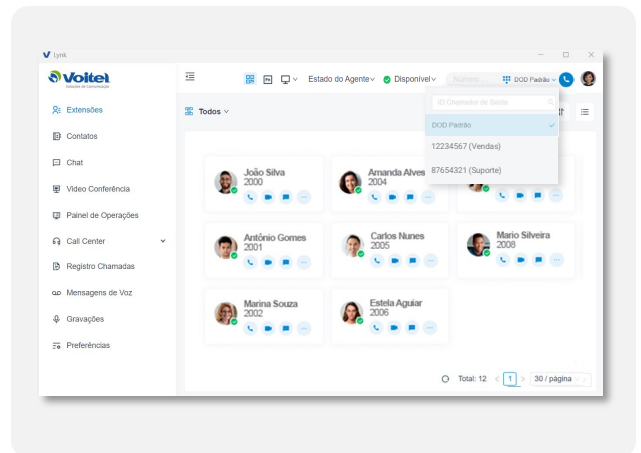 Lynk
Voitel
Soluções de Comunicação
Estado do Agente
Disponível
Número...
DOD Padrão
Extensões
Todos
ID Chamador de Saída
DOD Padrão
Contatos
12234567 (Vendas)
Chat
87654321 (Suporte)
Vídeo Conferência
João Silva
2000
Amanda Alves
2004
Painel de Operações
Call Center
Antônio Gomes
2001
Carlos Nunes
2005
Mario Silveira
2008
Registro Chamadas
Mensagens de Voz
Marina Souza
2002
Estela Aguiar
2006
Gravações
Preferências
Total: 12
1
30 / página